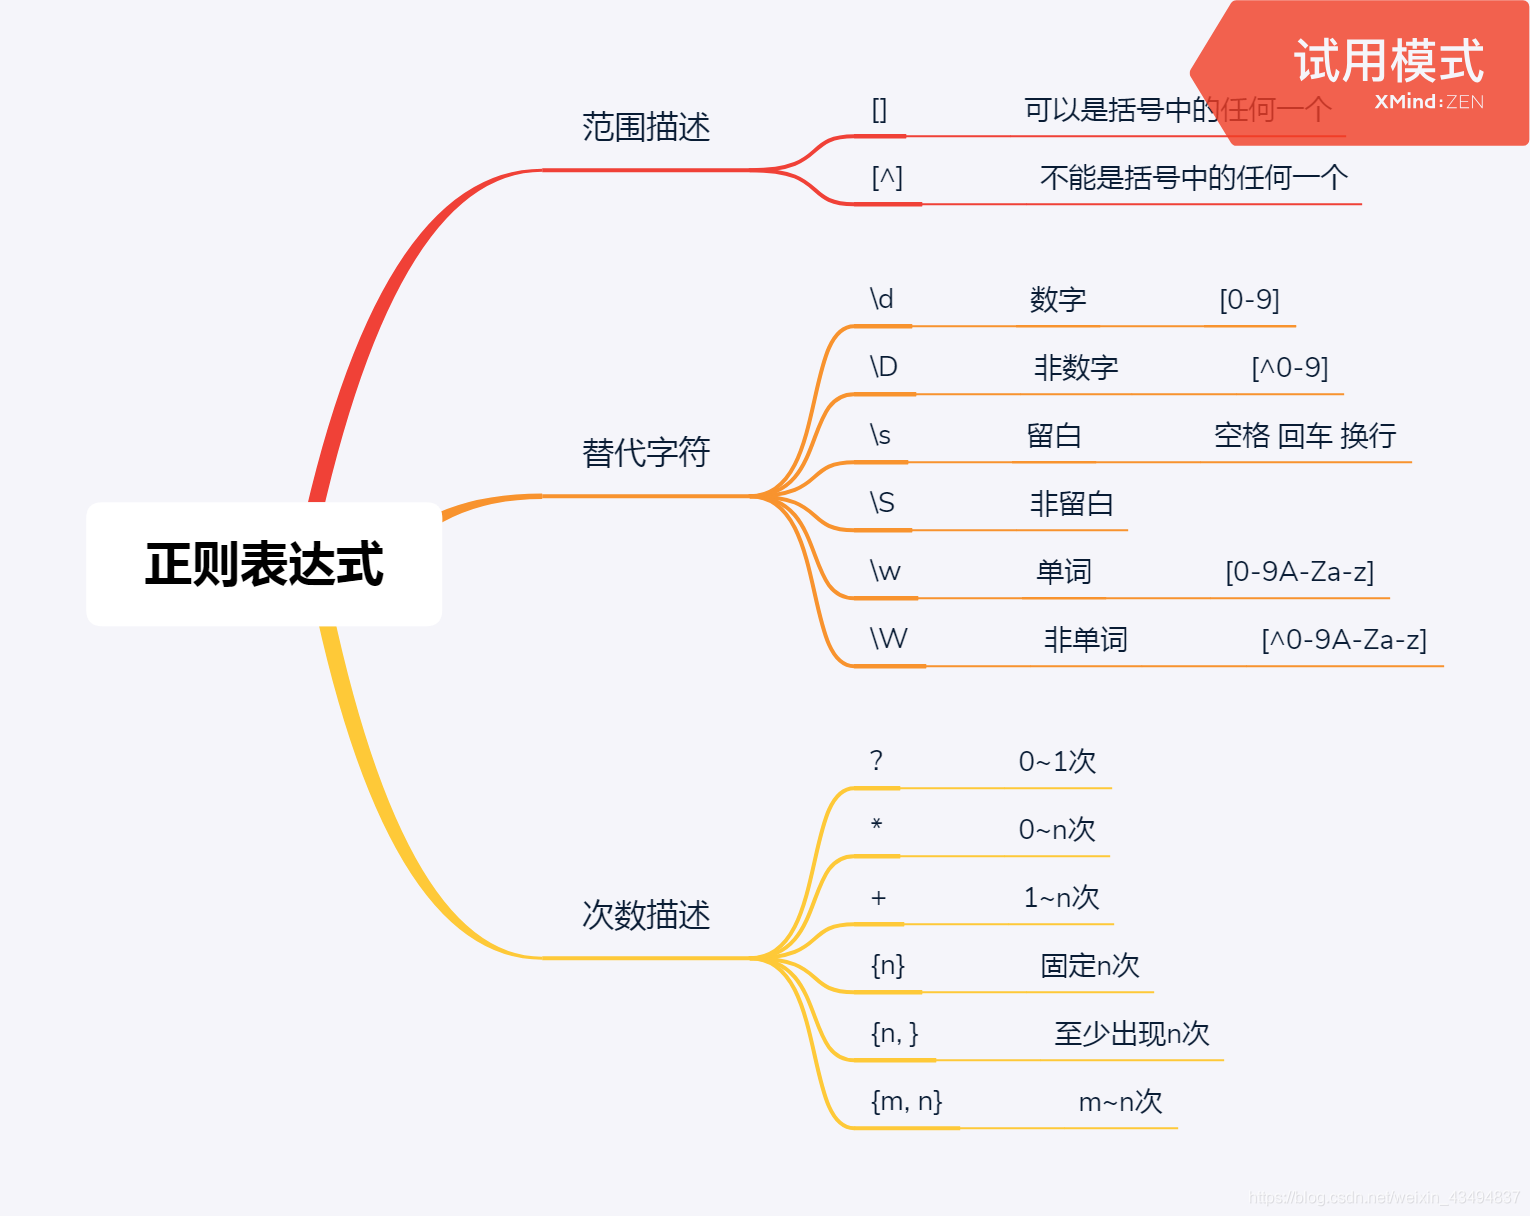 试用模式
XMind:ZEN
正则表达式
范围描述
[] 可以是括号中的任何一个
[^] 不能是括号中的任何一个
替代字符
\d 数字 [0-9]
\D 非数字 [^0-9]
\s 留白 空格 回车 换行
\S 非留白
\w 单词 [0-9A-Za-z]
\W 非单词 [^0-9A-Za-z]
次数描述
? 0~1次
* 0~n次
+ 1~n次
{n} 固定n次
{n, } 至少出现n次
{m, n} m~n次
https://blog.csdn.net/weixin_43494837